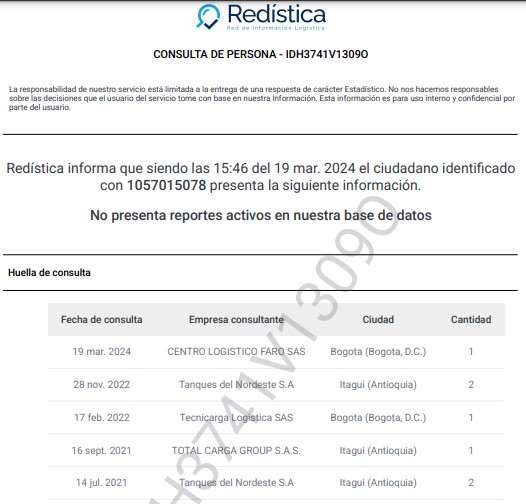 Redística
Red de Información Logística
CONSULTA DE PERSONA - IDH3741V1309O
La responsabilidad de nuestro servicio está limitada a la entrega de una respuesta de carácter Estadístico. No nos hacemos responsables
sobre las decisiones que el usuario del servicio tome con base en nuestra Información. Esta información es para uso interno y confidencial por
parte del usuario.
Redística informa que siendo las 15:46 del 19 mar. 2024 el ciudadano identificado
con 1057015078 presenta la siguiente información.
No presenta reportes activos en nuestra base de datos
Huella de consulta
Fecha de consulta Empresa consultante Ciudad Cantidad
19 mar. 2024 CENTRO LOGISTICO FARO SAS Bogota (Bogota, D.C.) 1
28 nov. 2022 Tanques del Nordeste S.A Itagui (Antioquia) 2
17 feb. 2022 Tecnicarga Logística SAS Bogota (Bogota, D.C.) 1
16 sept. 2021 TOTAL CARGA GROUP S.A.S. Itagui (Antioquia) 1
14 jul. 2021 Tanques del Nordeste S.A Itagui (Antioquia) 2
H3741V1309O